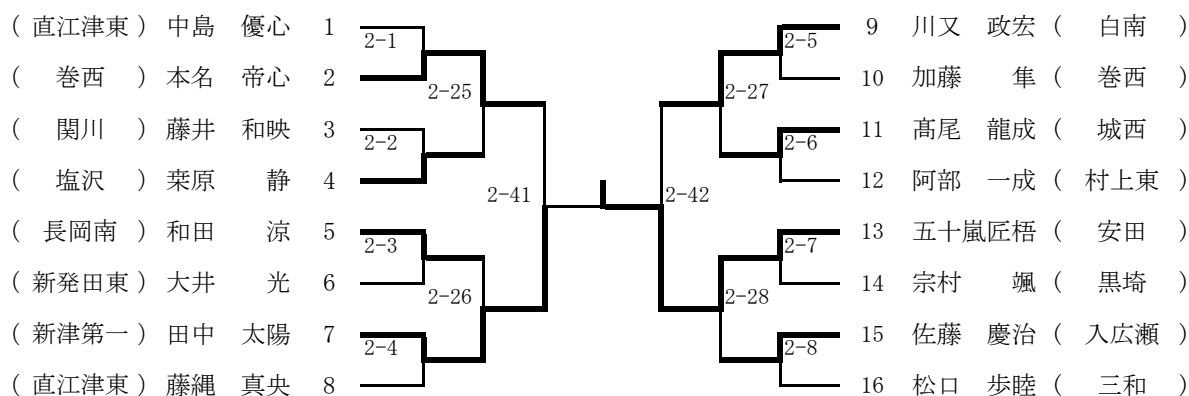 ( 直江津東 ) 中島 優心 1 2-1 2-5 9 川又 政宏 ( 白南 )
( 巻西 ) 本名 帝心 2 2-25 2-27 10 加藤 隼 ( 巻西 )
( 関川 ) 藤井 和映 3 2-2 2-6 11 髙尾 龍成 ( 城西 )
( 塩沢 ) 桒原 静 4 2-41 2-42 12 阿部 一成 ( 村上東 )
( 長岡南 ) 和田 涼 5 2-3 2-7 13 五十嵐匠梧 ( 安田 )
( 新発田東 ) 大井 光 6 2-26 2-28 14 宗村 颯 ( 黒埼 )
( 新津第一 ) 田中 太陽 7 2-4 2-8 15 佐藤 慶治 ( 入広瀬 )
( 直江津東 ) 藤縄 真央 8 16 松口 歩睦 ( 三和 )